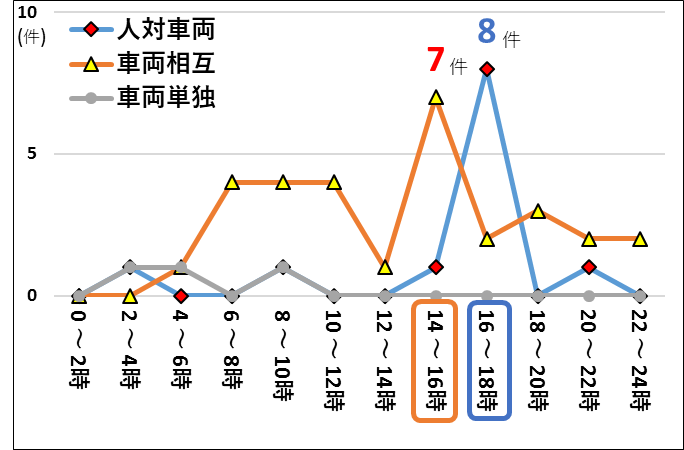 10
(件)
人対車両
車両相互
車両単独
7 件
8 件
5
0
0～2時
2～4時
4～6時
6～8時
8～10時
10～12時
12～14時
14～16時
16～18時
18～20時
20～22時
22～24時